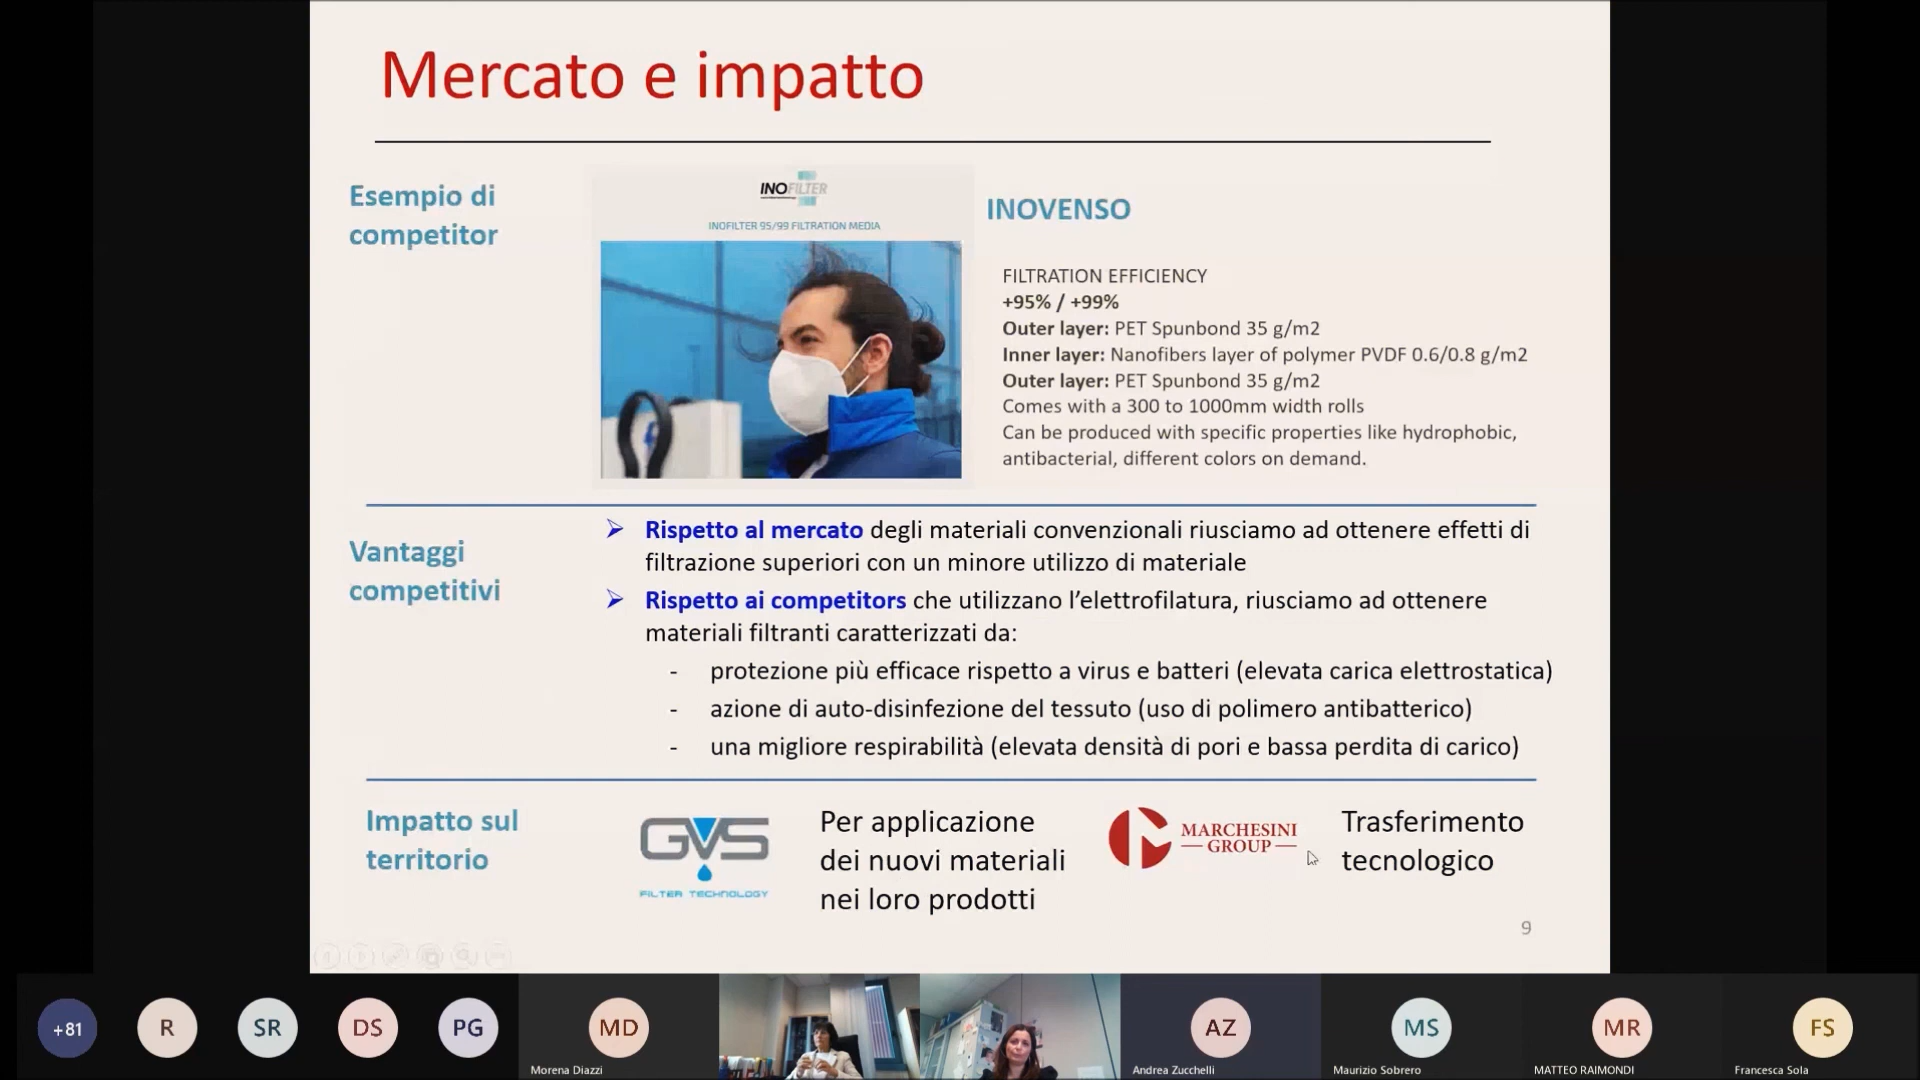 Mercato e impatto
Esempio di
competitor
INOFILTER
INOFILTER 95/99 FILTRATION MEDIA
INOVENSO
FILTRATION EFFICIENCY
+95% / +99%
Outer layer: PET Spunbond 35 g/m2
Inner layer: Nanofibers layer of polymer PVDF 0.6/0.8 g/m2
Outer layer: PET Spunbond 35 g/m2
Comes with a 300 to 1000mm width rolls
Can be produced with specific properties like hydrophobic,
antibacterial, different colors on demand.
Vantaggi
competitivi
Rispetto al mercato degli materiali convenzionali riusciamo ad ottenere effetti di
filtrazione superiori con un minore utilizzo di materiale
Rispetto ai competitors che utilizzano l'elettrofilatura, riusciamo ad ottenere
materiali filtranti caratterizzati da:
- protezione più efficace rispetto a virus e batteri (elevata carica elettrostatica)
- azione di auto-disinfezione del tessuto (uso di polimero antibatterico)
- una migliore respirabilità (elevata densità di pori e bassa perdita di carico)
Impatto sul
territorio
GVS
FILTER TECHNOLOGY
Per applicazione
dei nuovi materiali
nei loro prodotti
MARCHESINI
GROUP
Trasferimento
tecnologico
9
+81
R
SR
DS
PG
MD
Morena Diazzi
AZ
Andrea Zucchelli
MS
Maurizio Sobrero
MR
MATTEO RAIMONDI
FS
Francesca Sola